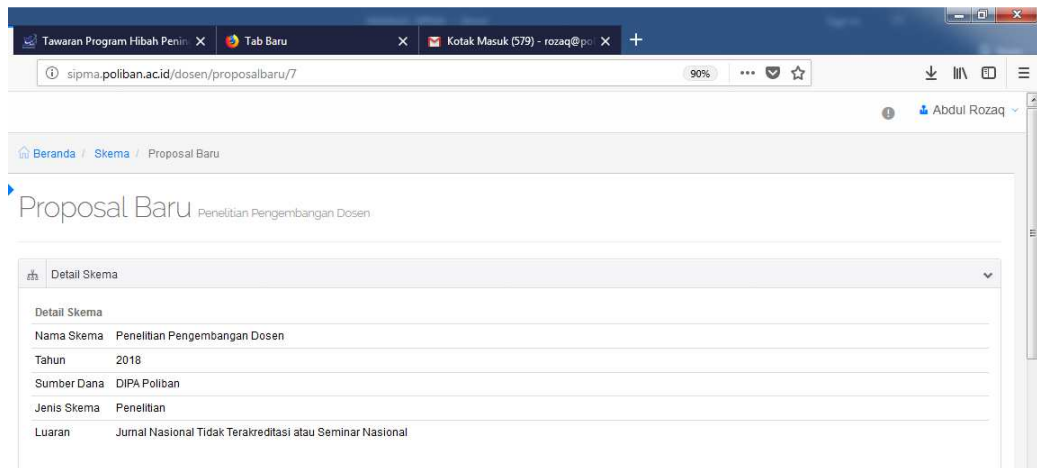 Tawaran Program Hibah Penin
Tab Baru
Kotak Masuk (579) - rozaq@po
sipma.poliban.ac.id/dosen/proposalbaru/7
90%
Abdul Rozaq
Beranda / Skema / Proposal Baru
Proposal Baru Penelitian Pengembangan Dosen
Detail Skema
Detail Skema
Nama Skema Penelitian Pengembangan Dosen
Tahun 2018
Sumber Dana DIPA Poliban
Jenis Skema Penelitian
Luaran Jurnal Nasional Tidak Terakreditasi atau Seminar Nasional